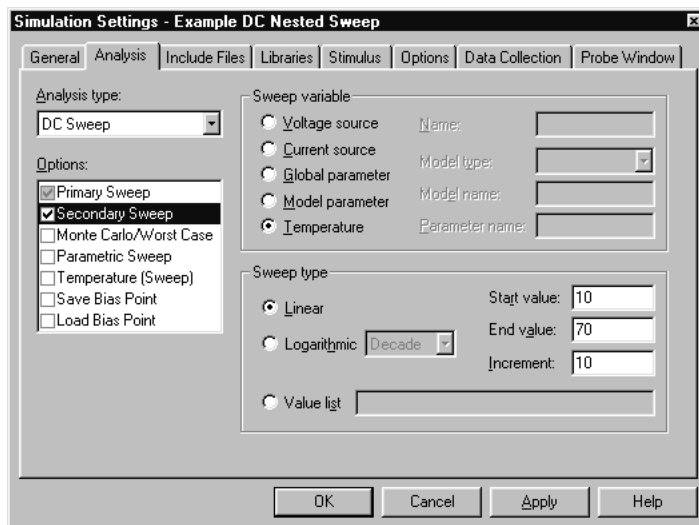 Simulation Settings - Example DC Nested Sweep
General Analysis Include Files Libraries Stimulus Options Data Collection Probe Window
Analysis type:
DC Sweep
Options:
Primary Sweep
Secondary Sweep
Monte Carlo/Worst Case
Parametric Sweep
Temperature (Sweep)
Save Bias Point
Load Bias Point
Sweep variable
Voltage source
Current source
Global parameter
Model parameter
Temperature
Name:
Model type:
Model name:
Parameter name:
Sweep type
Linear
Logarithmic Decade
Value list
Start value: 10
End value: 70
Increment: 10
OK Cancel Apply Help